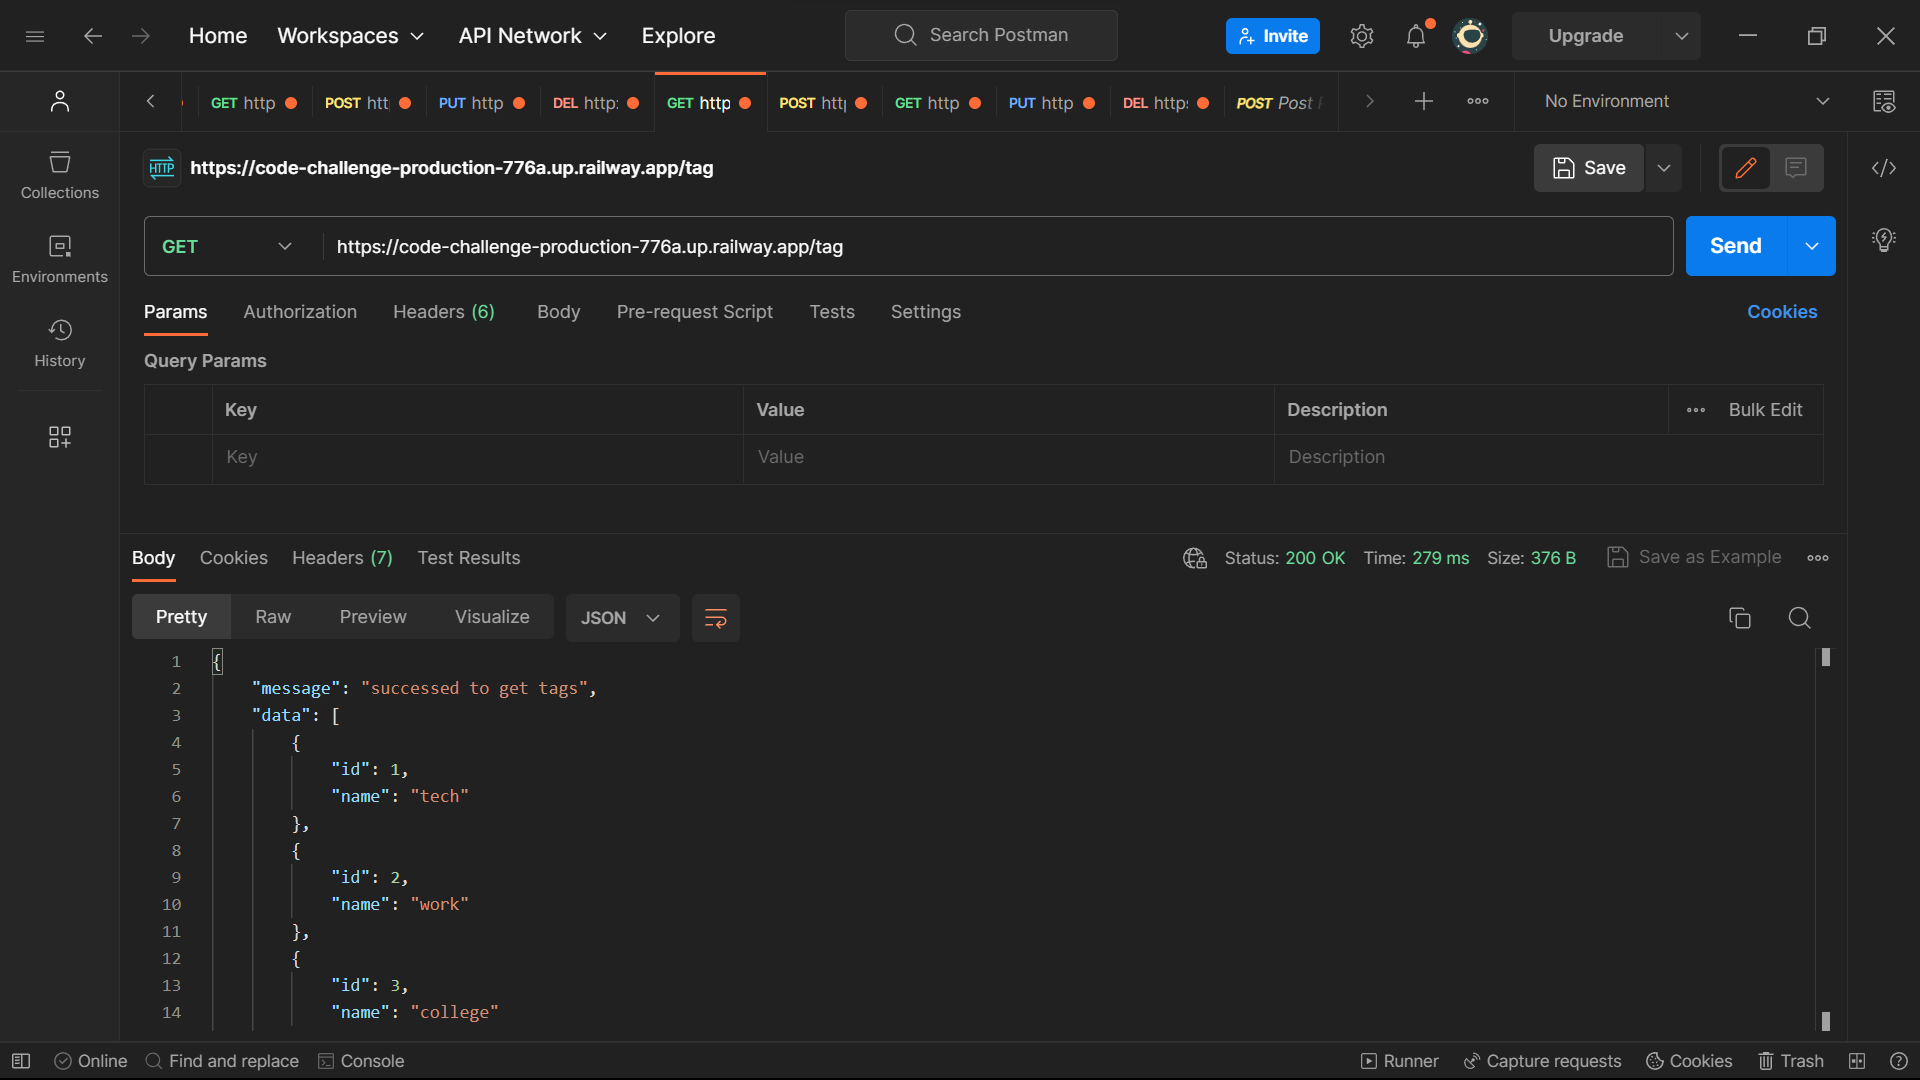 Home Workspaces API Network Explore Search Postman Invite Upgrade
GET http POST htt PUT http DEL http: GET http POST http GET http PUT http DEL http: POST Post No Environment
HTTP https://code-challenge-production-776a.up.railway.app/tag Save
Collections
Environments
History
GET https://code-challenge-production-776a.up.railway.app/tag Send
Params Authorization Headers (6) Body Pre-request Script Tests Settings Cookies
Query Params
Key Value Description Bulk Edit
Key Value Description
Body Cookies Headers (7) Test Results Status: 200 OK Time: 279 ms Size: 376 B Save as Example
Pretty Raw Preview Visualize JSON
1 {
2 "message": "successed to get tags",
3 "data": [
4 {
5 "id": 1,
6 "name": "tech"
7 },
8 {
9 "id": 2,
10 "name": "work"
11 },
12 {
13 "id": 3,
14 "name": "college"
Online Find and replace Console Runner Capture requests Cookies Trash